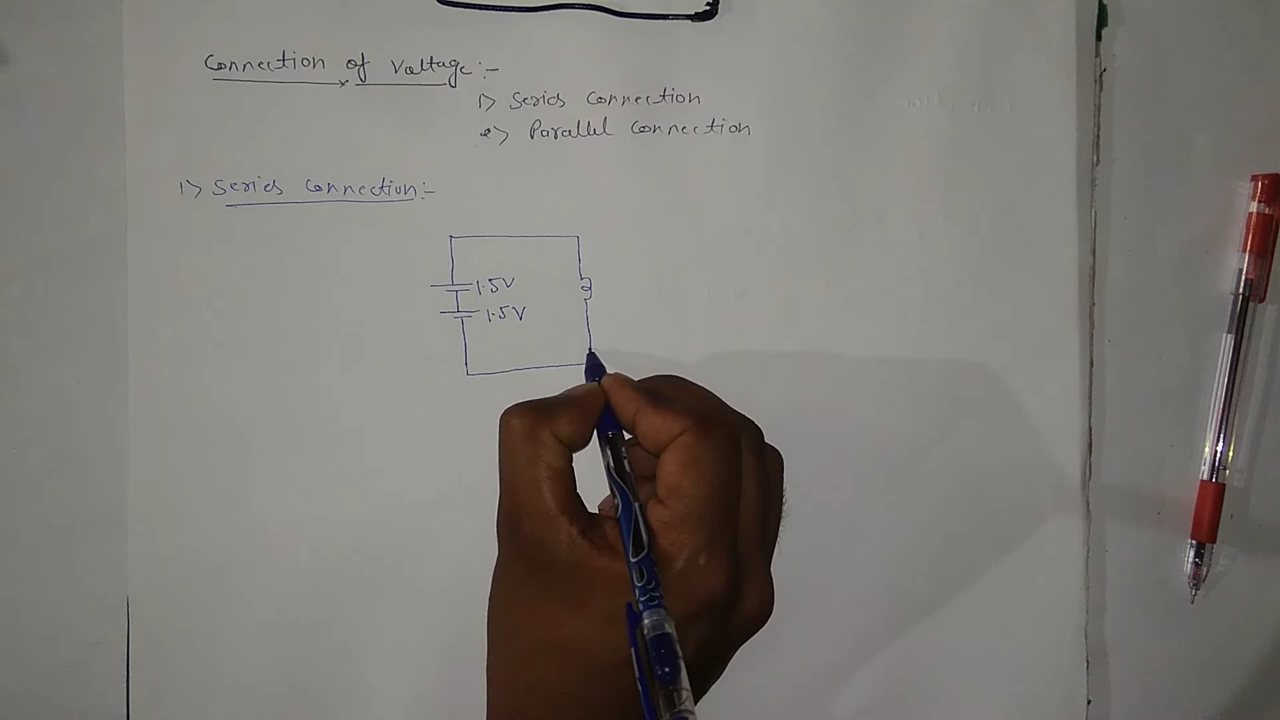 Connection of Voltage:-
1> Series Connection
2> Parallel Connection
1> Series Connection:-
1.5V
1.5V